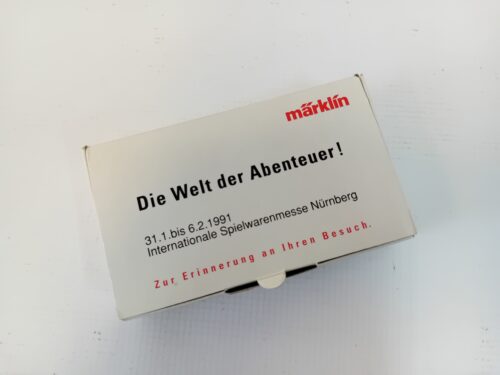 märklin
Die Welt der Abenteuer!
31.1.bis 6.2.1991
Internationale Spielwarenmesse Nürnberg
Zur Erinnerung an Ihren Besuch.